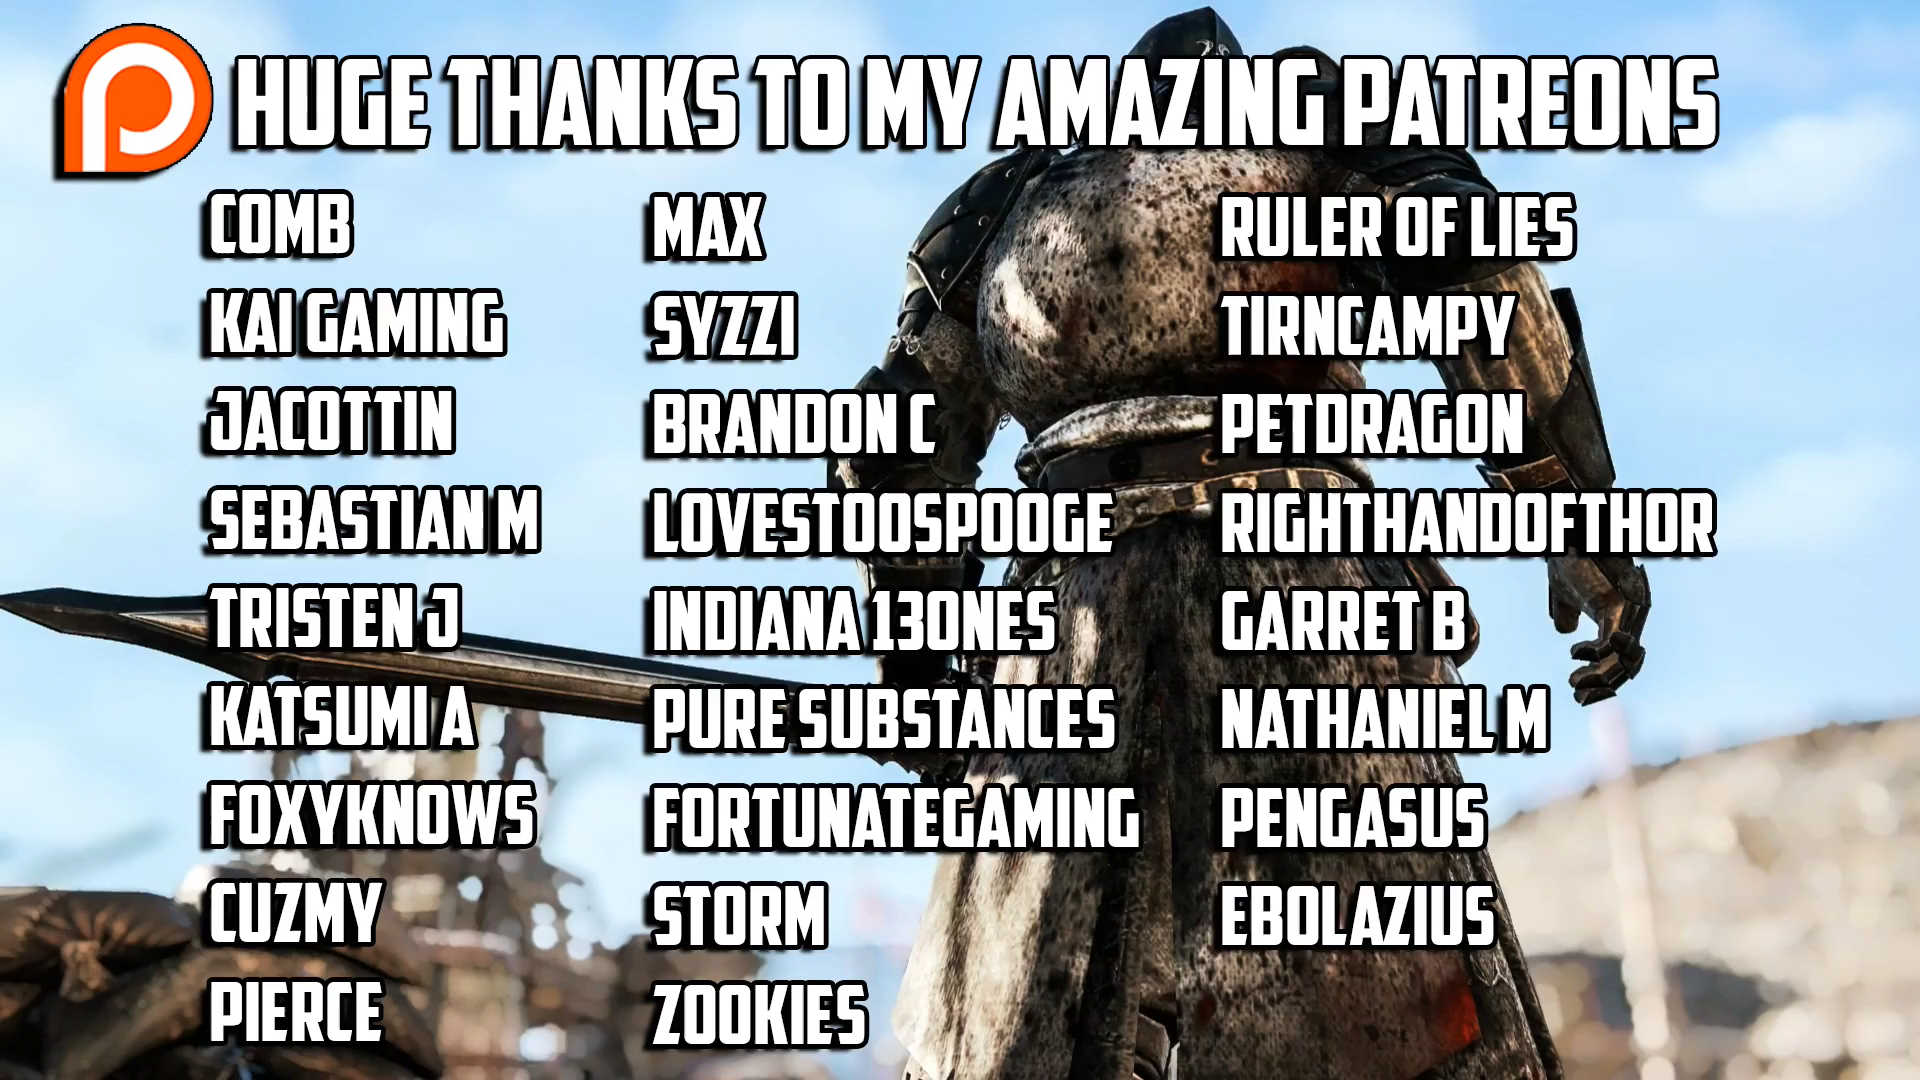 HUGE THANKS TO MY AMAZING PATREONS
COMB
KAI GAMING
JACOTTIN
SEBASTIAN M
TRISTEN J
KATSUMI A
FOXYKNOWS
CUZMY
PIERCE
MAX
SYZZI
BRANDON C
LOVESTOOSPOOGE
INDIANA 130NES
PURE SUBSTANCES
FORTUNATEGAMING
STORM
ZOOKIES
RULER OF LIES
TIRNCAMPY
PETDRAGON
RIGHTHANDOFTHOR
GARRET B
NATHANIEL M
PENGASUS
EBOLAZIUS